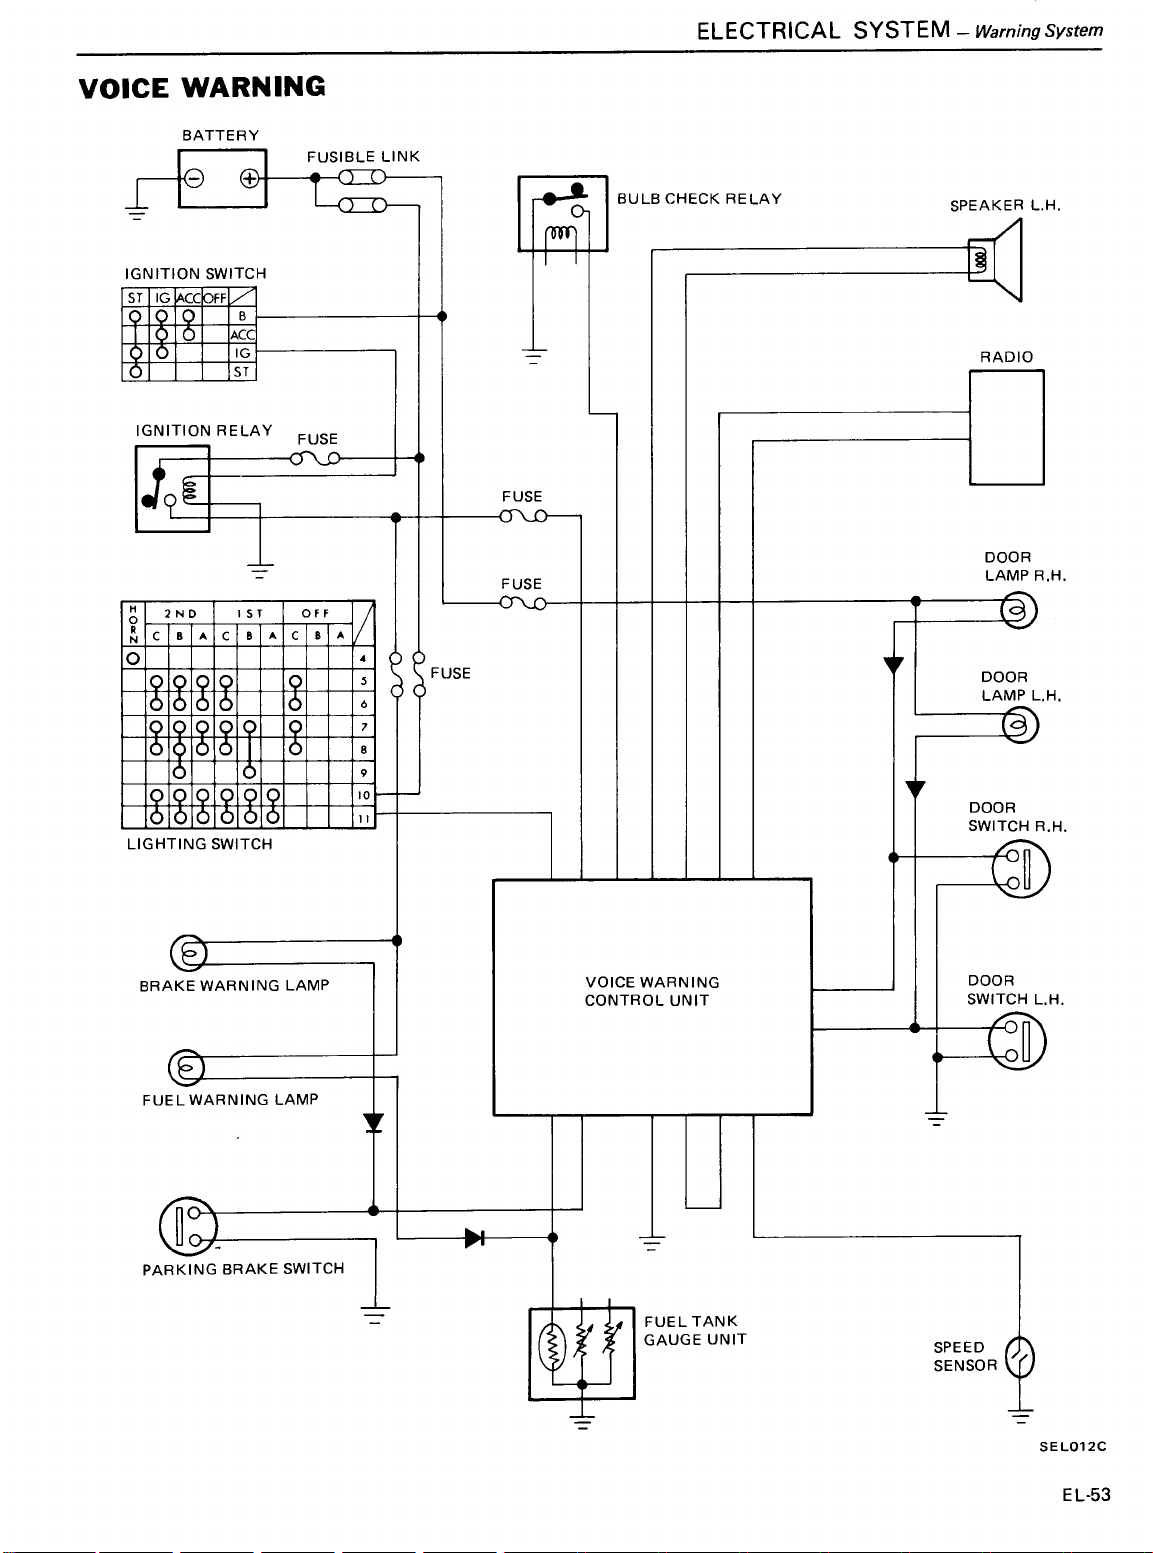 ELECTRICAL SYSTEM – Warning System
VOICE WARNING
BATTERY
FUSIBLE LINK
BULB CHECK RELAY
SPEAKER L.H.
IGNITION SWITCH
ST IG ACC OFF
B
ACC
IG
ST
RADIO
IGNITION RELAY
FUSE
FUSE
FUSE
DOOR
LAMP R.H.
HORN 2ND 1ST OFF
C B A C B A C B A
4
5
6
7
8
9
10
11
FUSE
LIGHTING SWITCH
DOOR
LAMP L.H.
DOOR
SWITCH R.H.
BRAKE WARNING LAMP
VOICE WARNING
CONTROL UNIT
DOOR
SWITCH L.H.
FUEL WARNING LAMP
PARKING BRAKE SWITCH
FUEL TANK
GAUGE UNIT
SPEED
SENSOR
SEL012C
EL-53